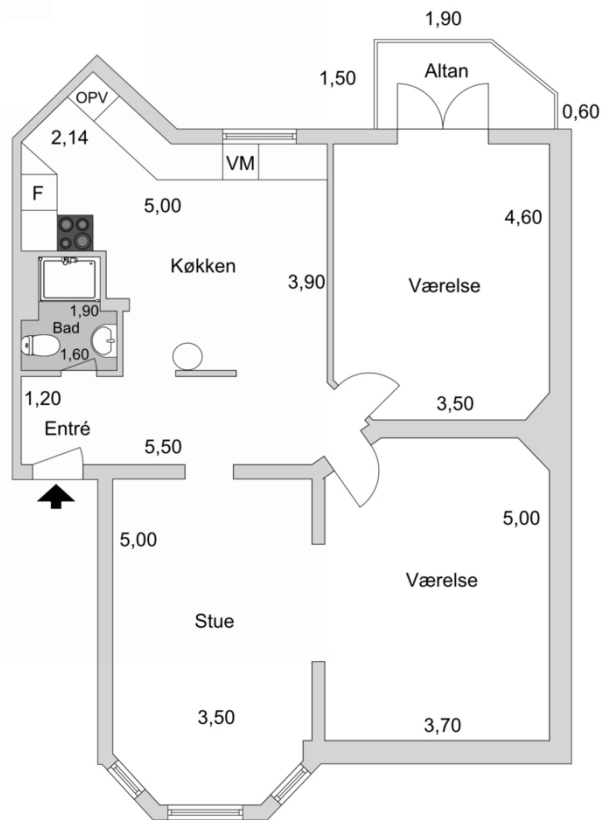 1,90
1,50
Altan
0,60
OPV
2,14
VM
F
5,00
4,60
Køkken
3,90
Værelse
1,90
Bad
1,60
1,20
3,50
Entré
5,50
5,00
5,00
Værelse
Stue
3,50
3,70